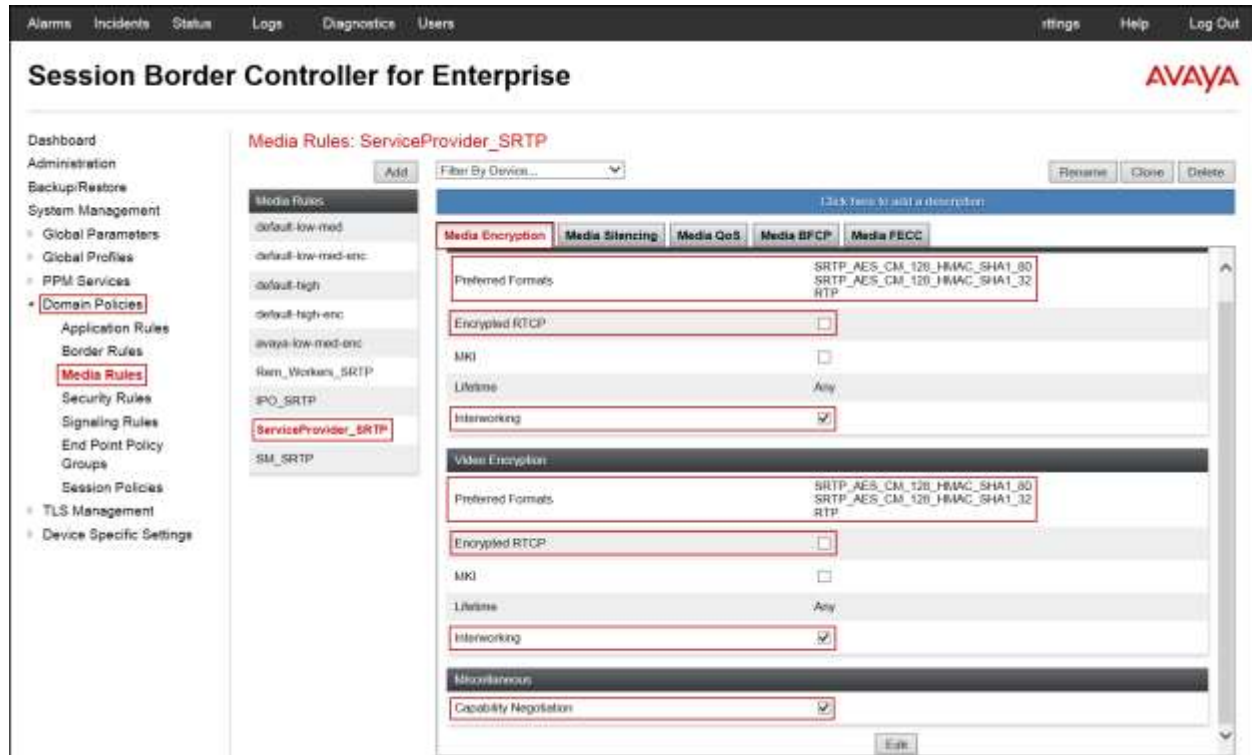 Alarms Incidents Status Logs Diagnostics Users ttings Help Log Out
Session Border Controller for Enterprise
AVAYA
Dashboard
Administration
Backup/Restore
System Management
Global Parameters
Global Profiles
PPM Services
Domain Policies
Application Rules
Border Rules
Media Rules
Security Rules
Signaling Rules
End Point Policy
Groups
Session Policies
TLS Management
Device Specific Settings
Media Rules: ServiceProvider_SRTP
Add
Filter By Device...
Rename Clone Delete
Media Rules
default-low-med
default-low-med-enc
default-high
default-high-enc
avaya-low-med-enc
Rem_Workers_SRTP
IPO_SRTP
ServiceProvider_SRTP
SM_SRTP
Click here to add a description
Media Encryption Media Silencing Media QoS Media BFCP Media FECC
Preferred Formats
SRTP_AES_CM_128_HMAC_SHA1_80
SRTP_AES_CM_128_HMAC_SHA1_32
RTP
Encrypted RTCP
MKI
Lifetime Any
Interworking
Video Encryption
Preferred Formats
SRTP_AES_CM_128_HMAC_SHA1_80
SRTP_AES_CM_128_HMAC_SHA1_32
RTP
Encrypted RTCP
MKI
Lifetime Any
Interworking
Miscellaneous
Capability Negotiation
Edit